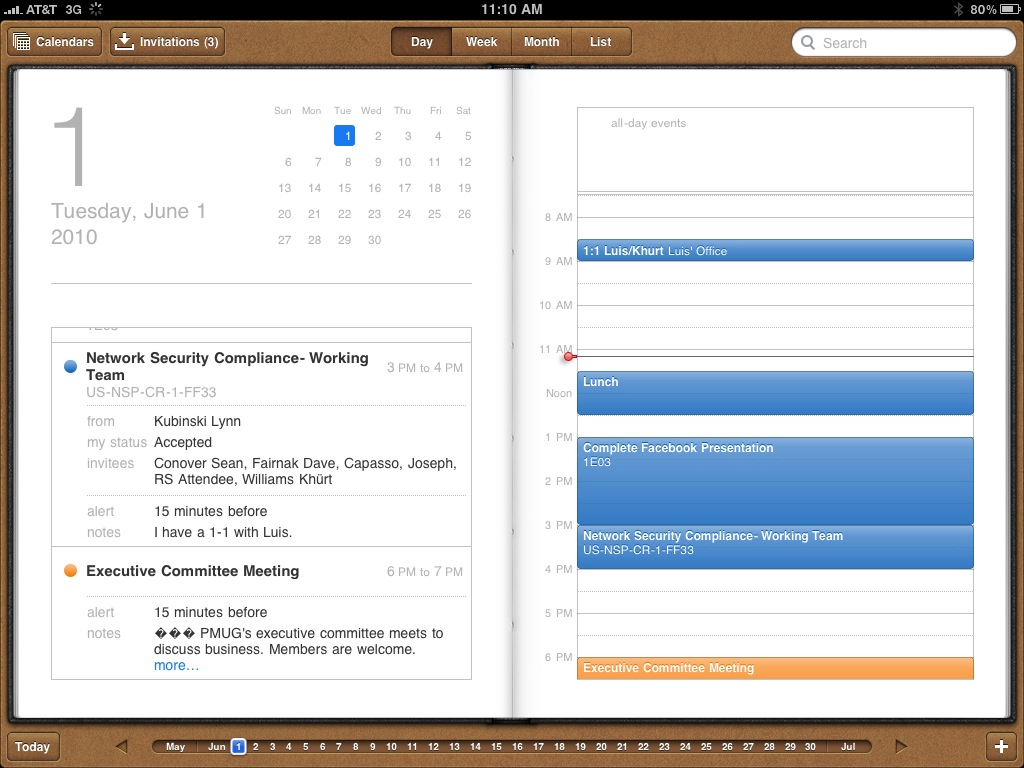 AT&T 3G 11:10 AM 80%
Calendars Invitations (3) Day Week Month List Search
1
Tuesday, June 1
2010
Sun Mon Tue Wed Thu Fri Sat
1 2 3 4 5
6 7 8 9 10 11 12
13 14 15 16 17 18 19
20 21 22 23 24 25 26
27 28 29 30
1E03
Network Security Compliance- Working
Team
3 PM to 4 PM
US-NSP-CR-1-FF33
from Kubinski Lynn
my status Accepted
invitees Conover Sean, Fairnak Dave, Capasso, Joseph,
RS Attendee, Williams Khürt
alert 15 minutes before
notes I have a 1-1 with Luis.
Executive Committee Meeting 6 PM to 7 PM
alert 15 minutes before
notes ��� PMUG's executive committee meets to
discuss business. Members are welcome.
more...
all-day events
8 AM
1:1 Luis/Khurt Luis' Office
9 AM
10 AM
11 AM
Lunch
Noon
1 PM
Complete Facebook Presentation
1E03
2 PM
3 PM
Network Security Compliance- Working Team
US-NSP-CR-1-FF33
4 PM
5 PM
6 PM
Executive Committee Meeting
Today May Jun 1 2 3 4 5 6 7 8 9 10 11 12 13 14 15 16 17 18 19 20 21 22 23 24 25 26 27 28 29 30 Jul +